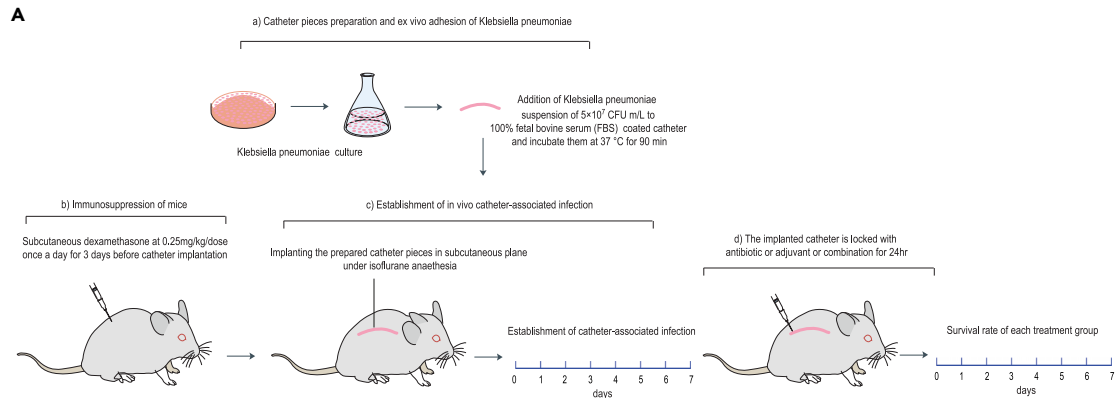 A
a) Catheter pieces preparation and ex vivo adhesion of Klebsiella pneumoniae
Addition of Klebsiella pneumoniae
suspension of 5×10⁷ CFU m/L to
100% fetal bovine serum (FBS) coated catheter
and incubate them at 37 °C for 90 min
Klebsiella pneumoniae culture
b) Immunosuppression of mice
Subcutaneous dexamethasone at 0.25mg/kg/dose
once a day for 3 days before catheter implantation
c) Establishment of in vivo catheter-associated infection
Implanting the prepared catheter pieces in subcutaneous plane
under isoflurane anaethesia
Establishment of catheter-associated infection
0 1 2 3 4 5 6 7
days
d) The implanted catheter is locked with
antibiotic or adjuvant or combination for 24hr
Survival rate of each treatment group
0 1 2 3 4 5 6 7
days